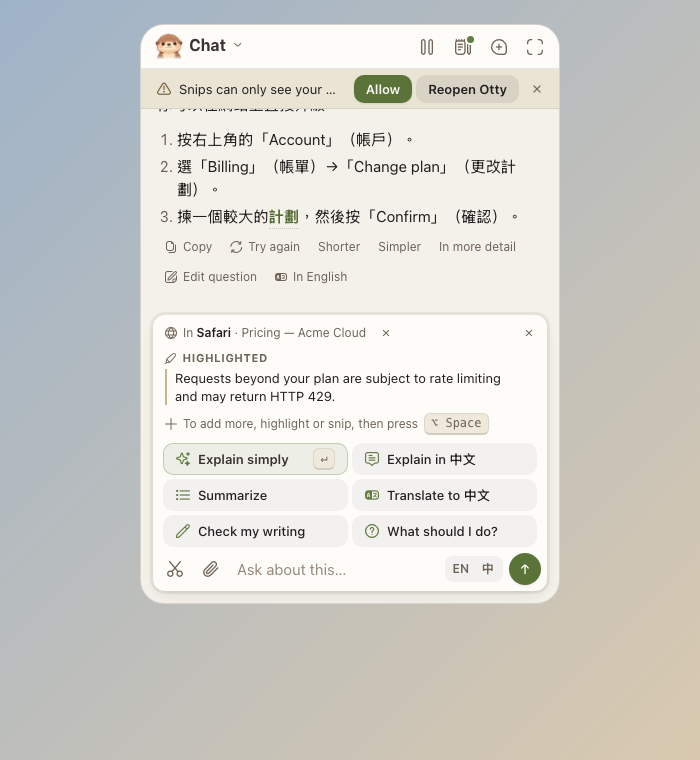 Chat
Snips can only see your ...
Allow
Reopen Otty
1. 按右上角的「Account」（帳戶）。
2. 選「Billing」（帳單）→「Change plan」（更改計
劃）。
3. 揀一個較大的計劃，然後按「Confirm」（確認）。
Copy
Try again
Shorter
Simpler
In more detail
Edit question
In English
In Safari · Pricing — Acme Cloud
HIGHLIGHTED
Requests beyond your plan are subject to rate limiting
and may return HTTP 429.
To add more, highlight or snip, then press ⌥ Space
Explain simply
Explain in 中文
Summarize
Translate to 中文
Check my writing
What should I do?
Ask about this...
EN 中